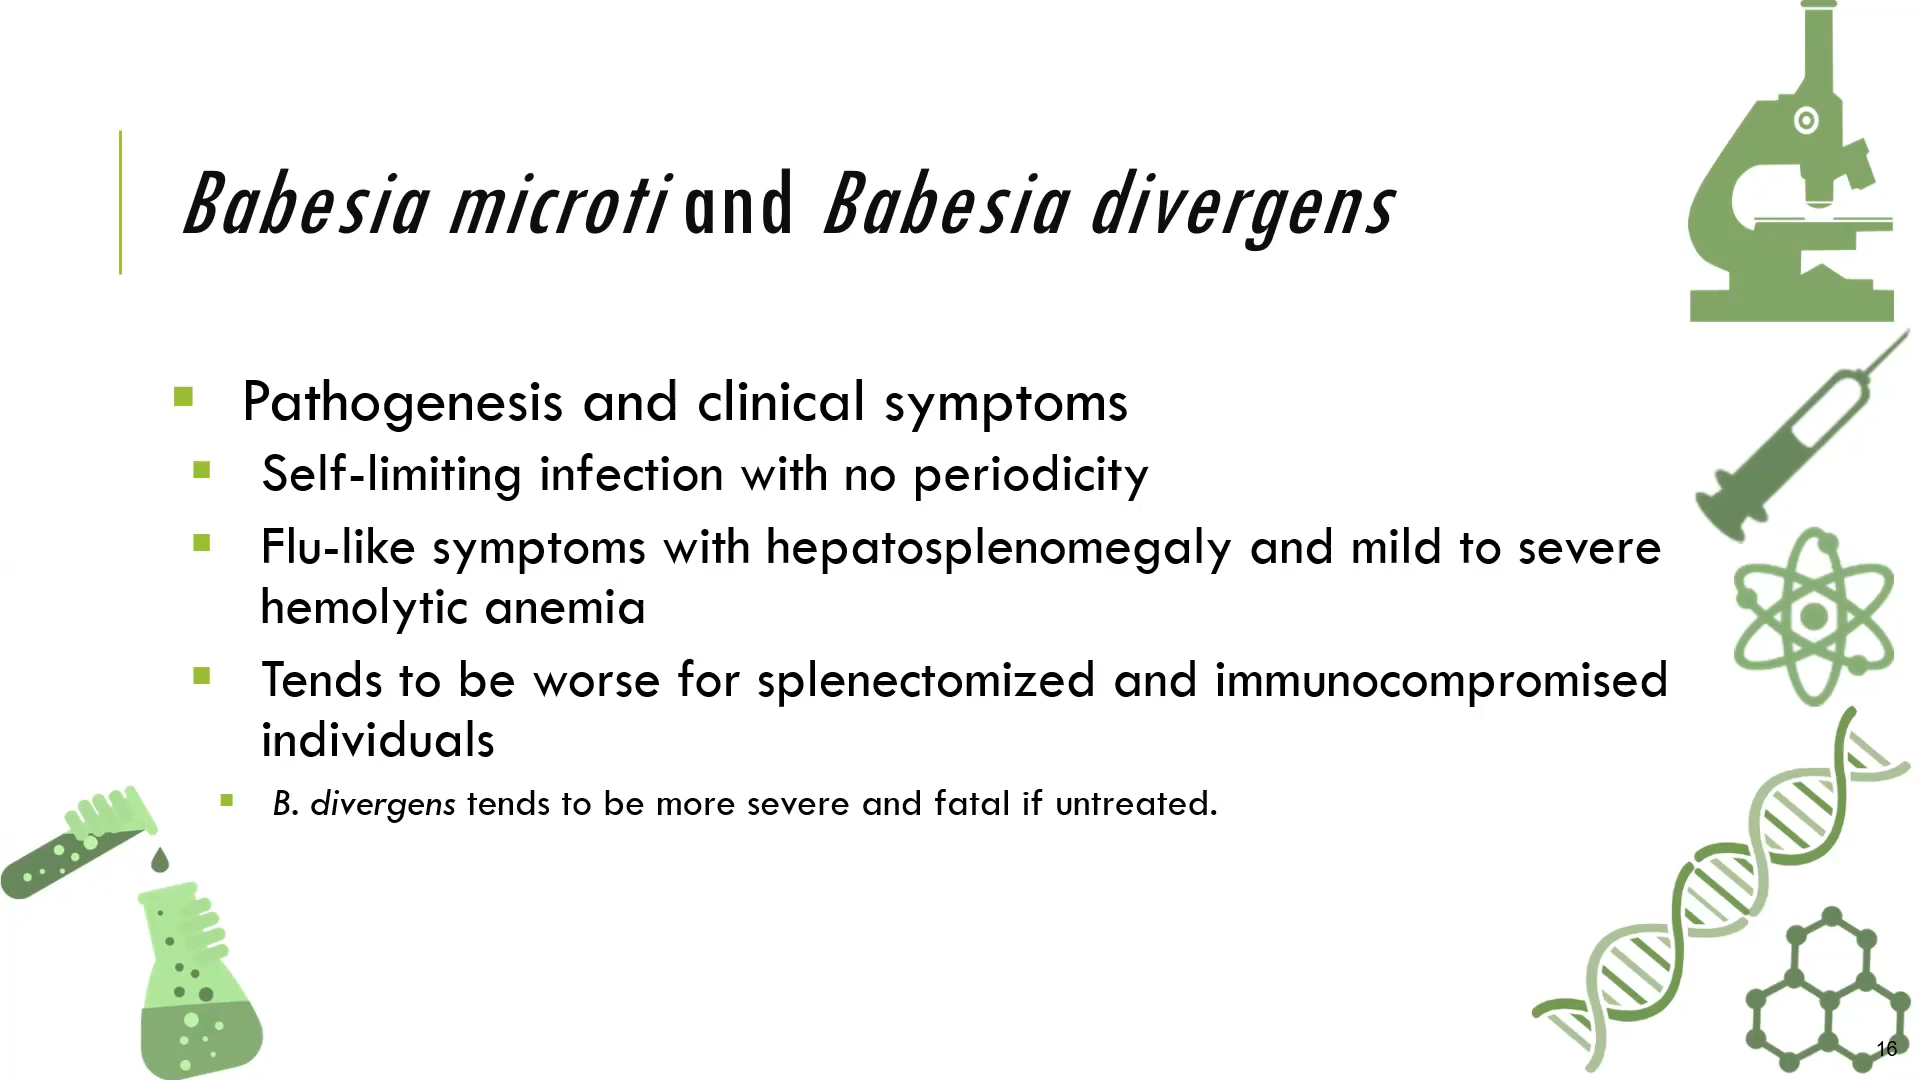 Babesia microti and Babesia divergens
Pathogenesis and clinical symptoms
Self-limiting infection with no periodicity
Flu-like symptoms with hepatosplenomegaly and mild to severe
hemolytic anemia
Tends to be worse for splenectomized and immunocompromised
individuals
B. divergens tends to be more severe and fatal if untreated.
16